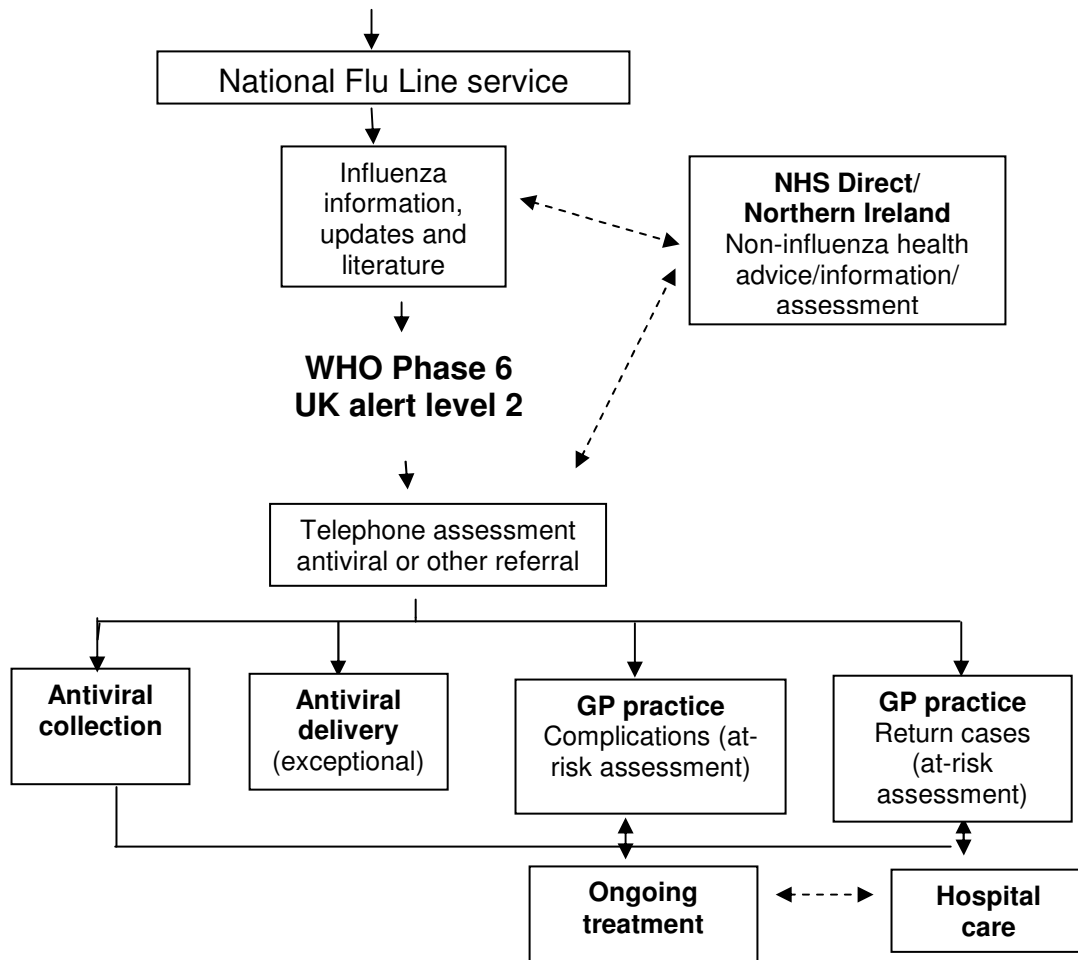 National Flu Line service
Influenza
information,
updates and
literature
NHS Direct/
Northern Ireland
Non-influenza health
advice/information/
assessment
WHO Phase 6
UK alert level 2
Telephone assessment
antiviral or other referral
Antiviral
collection
Antiviral
delivery
(exceptional)
GP practice
Complications (at-
risk assessment)
GP practice
Return cases
(at-risk
assessment)
Ongoing
treatment
Hospital
care